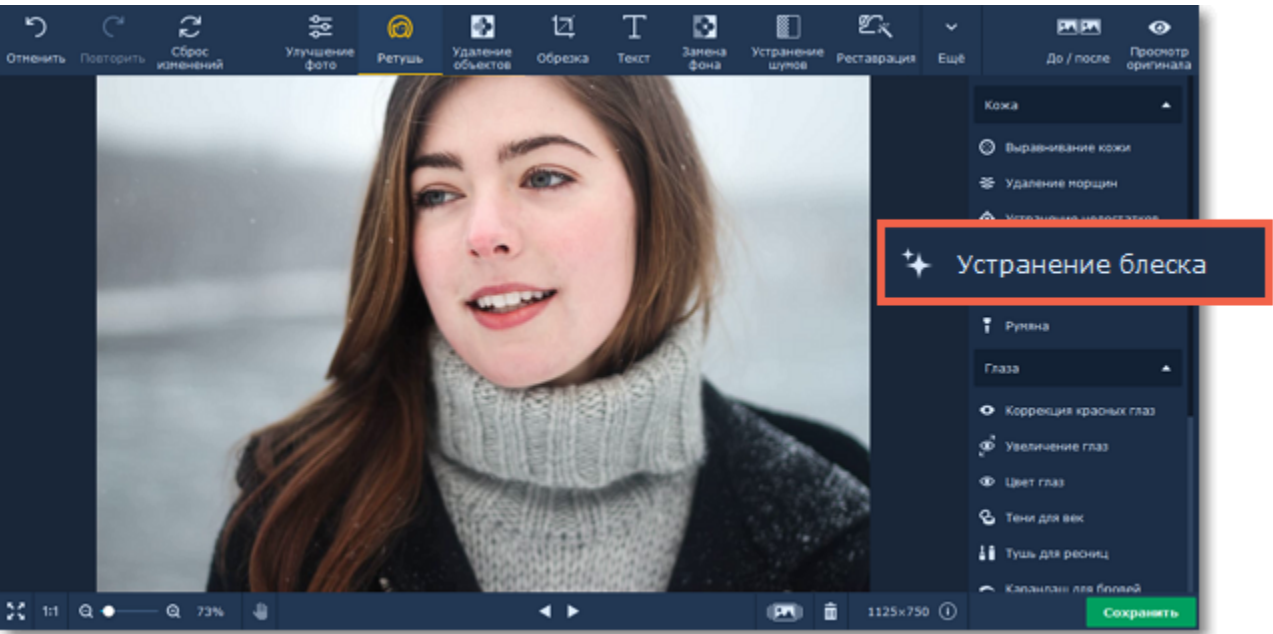 Отменить
Повторить
Сброс
изменений
Улучшение
фото
Ретушь
Удаление
объектов
Обрезка
Текст
Замена
фона
Устранение
шумов
Реставрация
Ещё
До / после
Просмотр
оригинала
Кожа
Выравнивание кожи
Удаление морщин
Устранение недостатков
Устранение блеска
Румяна
Глаза
Коррекция красных глаз
Увеличение глаз
Цвет глаз
Тени для век
Тушь для ресниц
Карандаш для бровей
1:1
73%
1125×750
Сохранить